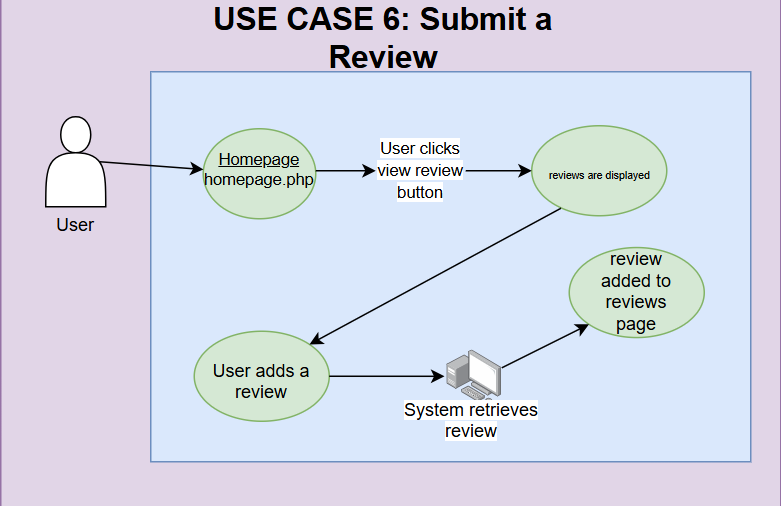 USE CASE 6: Submit a
Review
User
Homepage
homepage.php
User clicks
view review
button
reviews are displayed
User adds a
review
System retrieves
review
review
added to
reviews
page